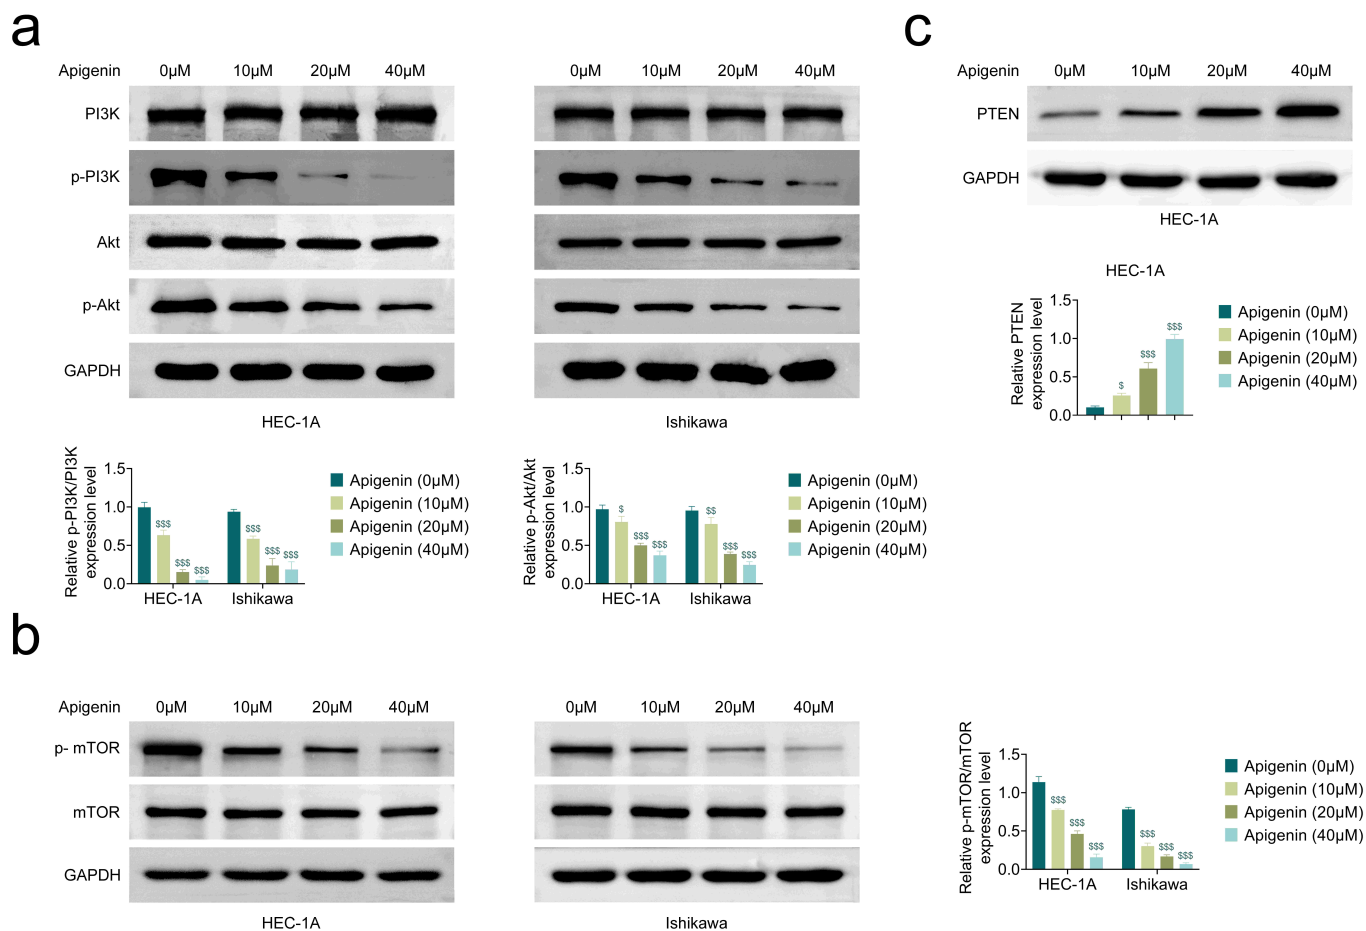 a
Apigenin 0μM 10μM 20μM 40μM 0μM 10μM 20μM 40μM
PI3K
p-PI3K
Akt
p-Akt
GAPDH
HEC-1A Ishikawa
Relative p-PI3K/PI3K
expression level
1.5
1.0
0.5
0.0
$$$ $$$ $$$ $$$ $$$ $$$
HEC-1A Ishikawa
Apigenin (0μM)
Apigenin (10μM)
Apigenin (20μM)
Apigenin (40μM)
Relative p-Akt/Akt
expression level
1.5
1.0
0.5
0.0
$ $$$ $$$ $$ $$$ $$$
HEC-1A Ishikawa
Apigenin (0μM)
Apigenin (10μM)
Apigenin (20μM)
Apigenin (40μM)
b
Apigenin 0μM 10μM 20μM 40μM 0μM 10μM 20μM 40μM
p- mTOR
mTOR
GAPDH
HEC-1A Ishikawa
Relative p-mTOR/mTOR
expression level
1.5
1.0
0.5
0.0
$$$ $$$ $$$ $$$ $$$ $$$
HEC-1A Ishikawa
Apigenin (0μM)
Apigenin (10μM)
Apigenin (20μM)
Apigenin (40μM)
c
Apigenin 0μM 10μM 20μM 40μM
PTEN
GAPDH
HEC-1A
HEC-1A
Relative PTEN
expression level
1.5
1.0
0.5
0.0
$ $$$ $$$
Apigenin (0μM)
Apigenin (10μM)
Apigenin (20μM)
Apigenin (40μM)